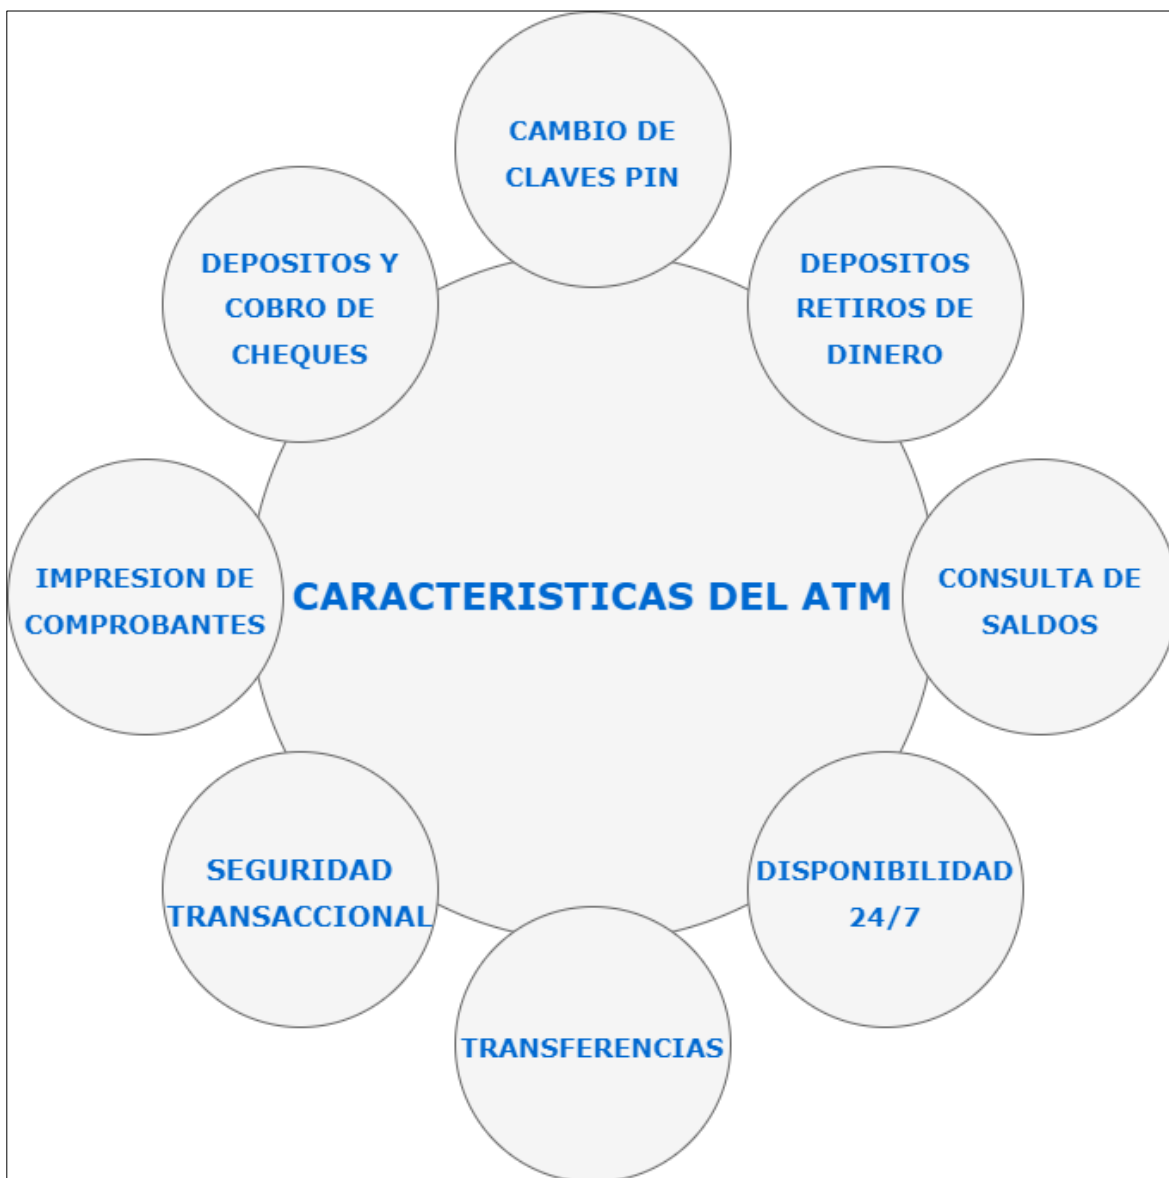 CAMBIO DE
CLAVES PIN
DEPOSITOS Y
COBRO DE
CHEQUES
DEPOSITOS
RETIROS DE
DINERO
IMPRESION DE
COMPROBANTES
CARACTERISTICAS DEL ATM
CONSULTA DE
SALDOS
SEGURIDAD
TRANSACCIONAL
DISPONIBILIDAD
24/7
TRANSFERENCIAS